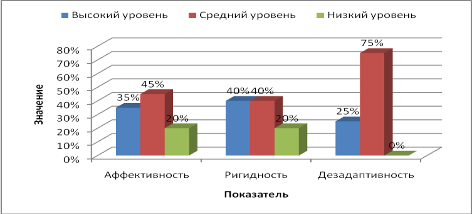 Высокий уровень Средний уровень Низкий уровень
Значение
80%
70%
60%
50%
40%
30%
20%
10%
0%
35% 45% 20% 40% 40% 20% 25% 75% 0%
Аффективность Ригидность Дезадаптивность
Показатель